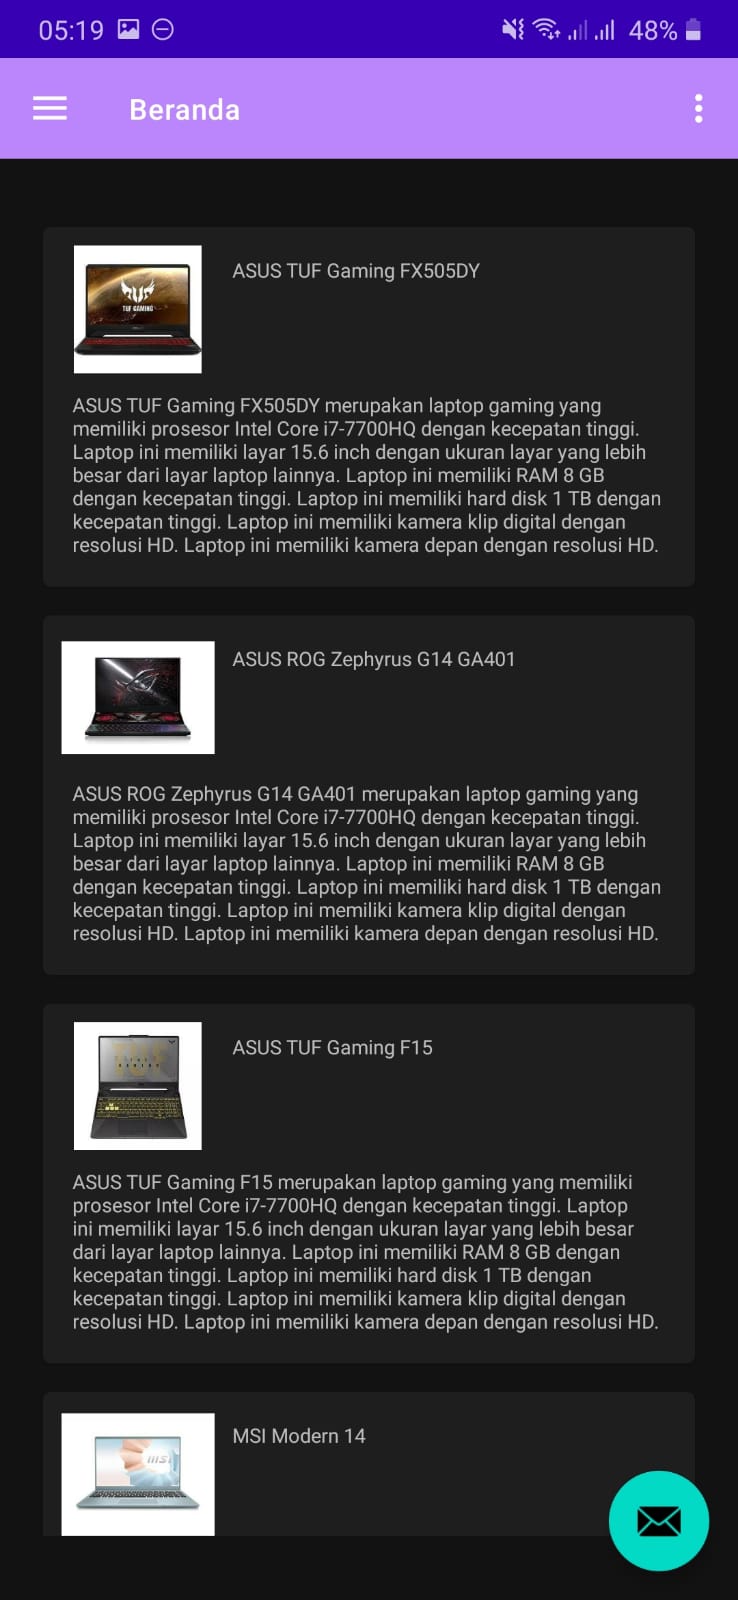 05:19
48%
Beranda
TUF GAMING
ASUS TUF Gaming FX505DY
ASUS TUF Gaming FX505DY merupakan laptop gaming yang
memiliki prosesor Intel Core i7-7700HQ dengan kecepatan tinggi.
Laptop ini memiliki layar 15.6 inch dengan ukuran layar yang lebih
besar dari layar laptop lainnya. Laptop ini memiliki RAM 8 GB
dengan kecepatan tinggi. Laptop ini memiliki hard disk 1 TB dengan
kecepatan tinggi. Laptop ini memiliki kamera klip digital dengan
resolusi HD. Laptop ini memiliki kamera depan dengan resolusi HD.
ASUS ROG Zephyrus G14 GA401
ASUS ROG Zephyrus G14 GA401 merupakan laptop gaming yang
memiliki prosesor Intel Core i7-7700HQ dengan kecepatan tinggi.
Laptop ini memiliki layar 15.6 inch dengan ukuran layar yang lebih
besar dari layar laptop lainnya. Laptop ini memiliki RAM 8 GB
dengan kecepatan tinggi. Laptop ini memiliki hard disk 1 TB dengan
kecepatan tinggi. Laptop ini memiliki kamera klip digital dengan
resolusi HD. Laptop ini memiliki kamera depan dengan resolusi HD.
ASUS TUF Gaming F15
ASUS TUF Gaming F15 merupakan laptop gaming yang memiliki
prosesor Intel Core i7-7700HQ dengan kecepatan tinggi. Laptop
ini memiliki layar 15.6 inch dengan ukuran layar yang lebih besar
dari layar laptop lainnya. Laptop ini memiliki RAM 8 GB dengan
kecepatan tinggi. Laptop ini memiliki hard disk 1 TB dengan
kecepatan tinggi. Laptop ini memiliki kamera klip digital dengan
resolusi HD. Laptop ini memiliki kamera depan dengan resolusi HD.
msi
MSI Modern 14